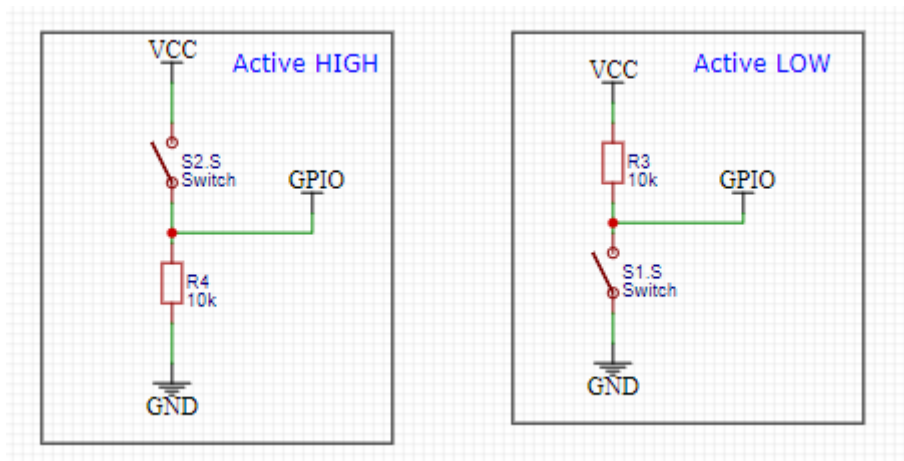 Active HIGH
VCC
S2.S
Switch
GPIO
R4
10k
GND
Active LOW
VCC
R3
10k
GPIO
S1.S
Switch
GND